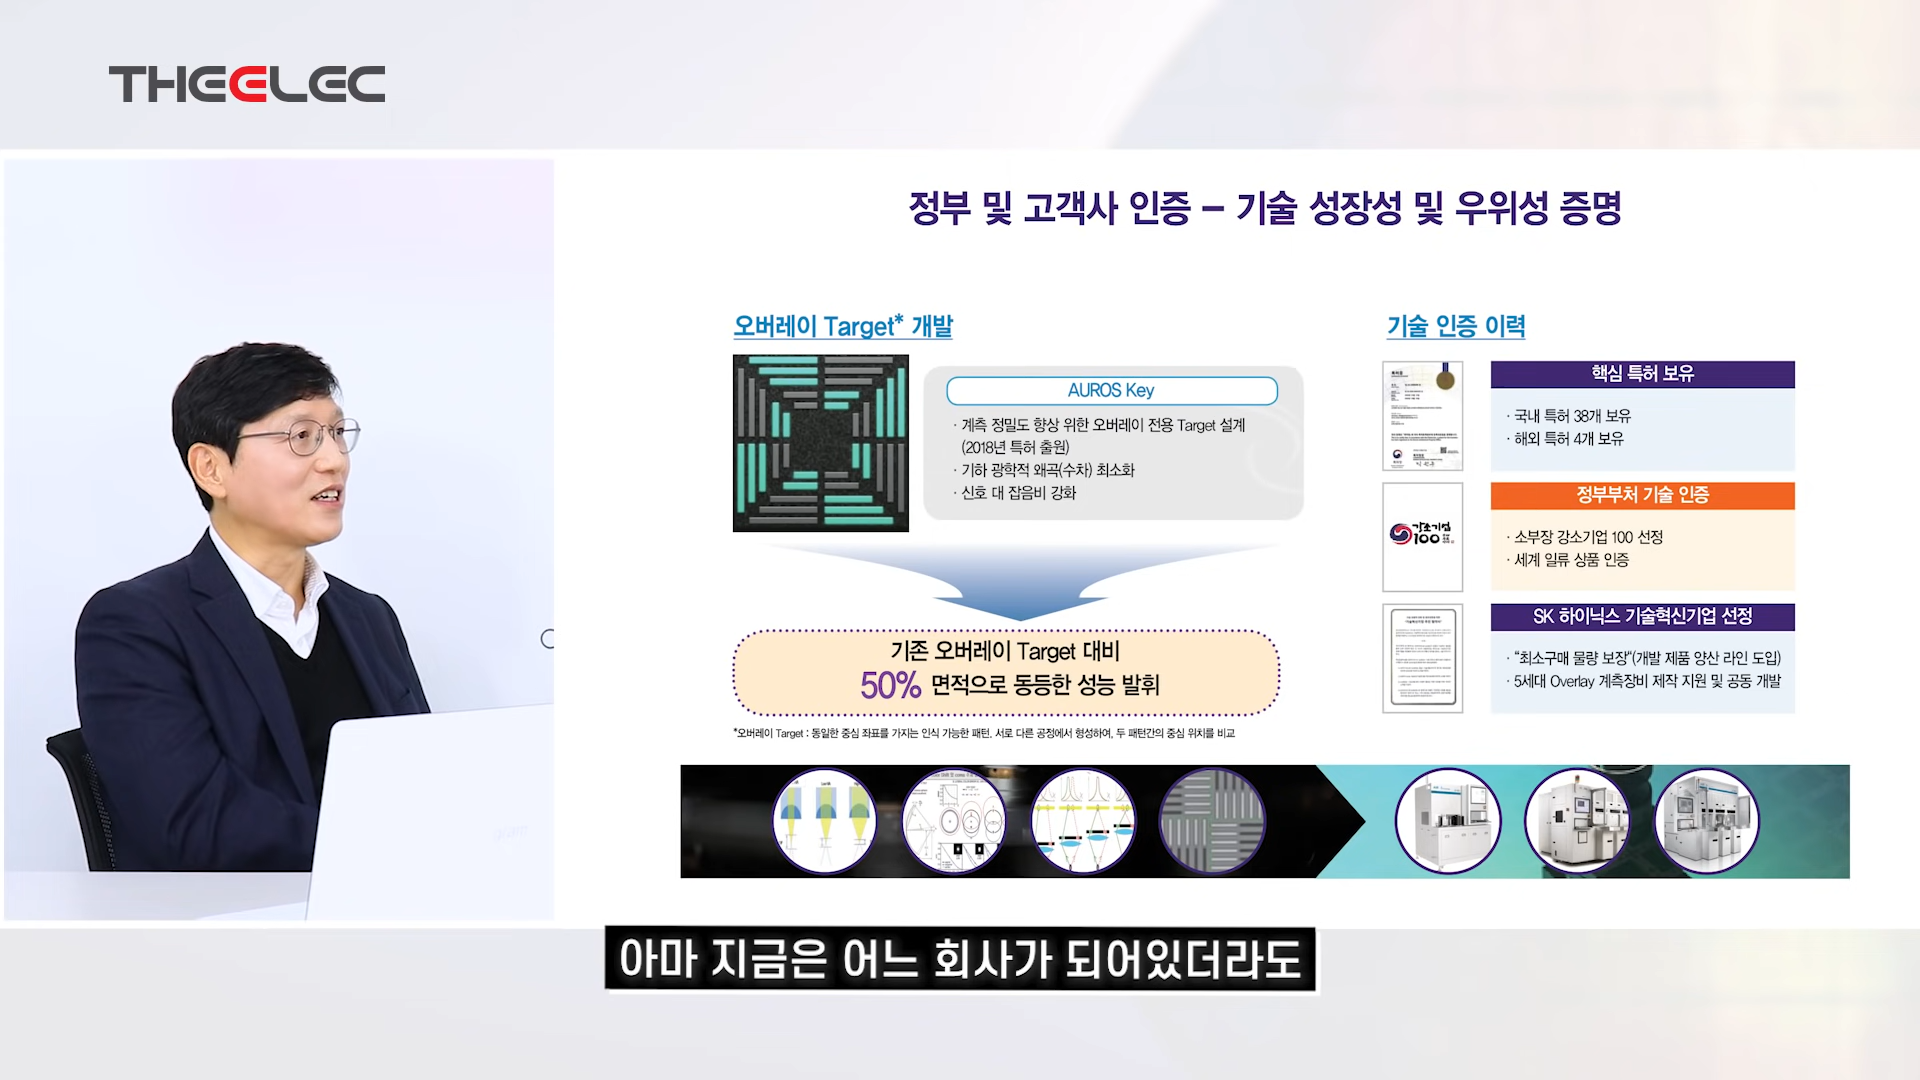 THEELEC
정부 및 고객사 인증 – 기술 성장성 및 우위성 증명
오버레이 Target* 개발
AUROS Key
· 계측 정밀도 향상 위한 오버레이 전용 Target 설계
(2018년 특허 출원)
· 기하 광학적 왜곡(수차) 최소화
· 신호 대 잡음비 강화
기존 오버레이 Target 대비
50% 면적으로 동등한 성능 발휘
*오버레이 Target : 동일한 중심 좌표를 가지는 인식 가능한 패턴. 서로 다른 공정에서 형성하여, 두 패턴간의 중심 위치를 비교
기술 인증 이력
핵심 특허 보유
· 국내 특허 38개 보유
· 해외 특허 4개 보유
강소기업
100
정부부처 기술 인증
· 소부장 강소기업 100 선정
· 세계 일류 상품 인증
SK 하이닉스 기술혁신기업 선정
· “최소구매 물량 보장“(개발 제품 양산 라인 도입)
· 5세대 Overlay 계측장비 제작 지원 및 공동 개발
아마 지금은 어느 회사가 되어있더라도